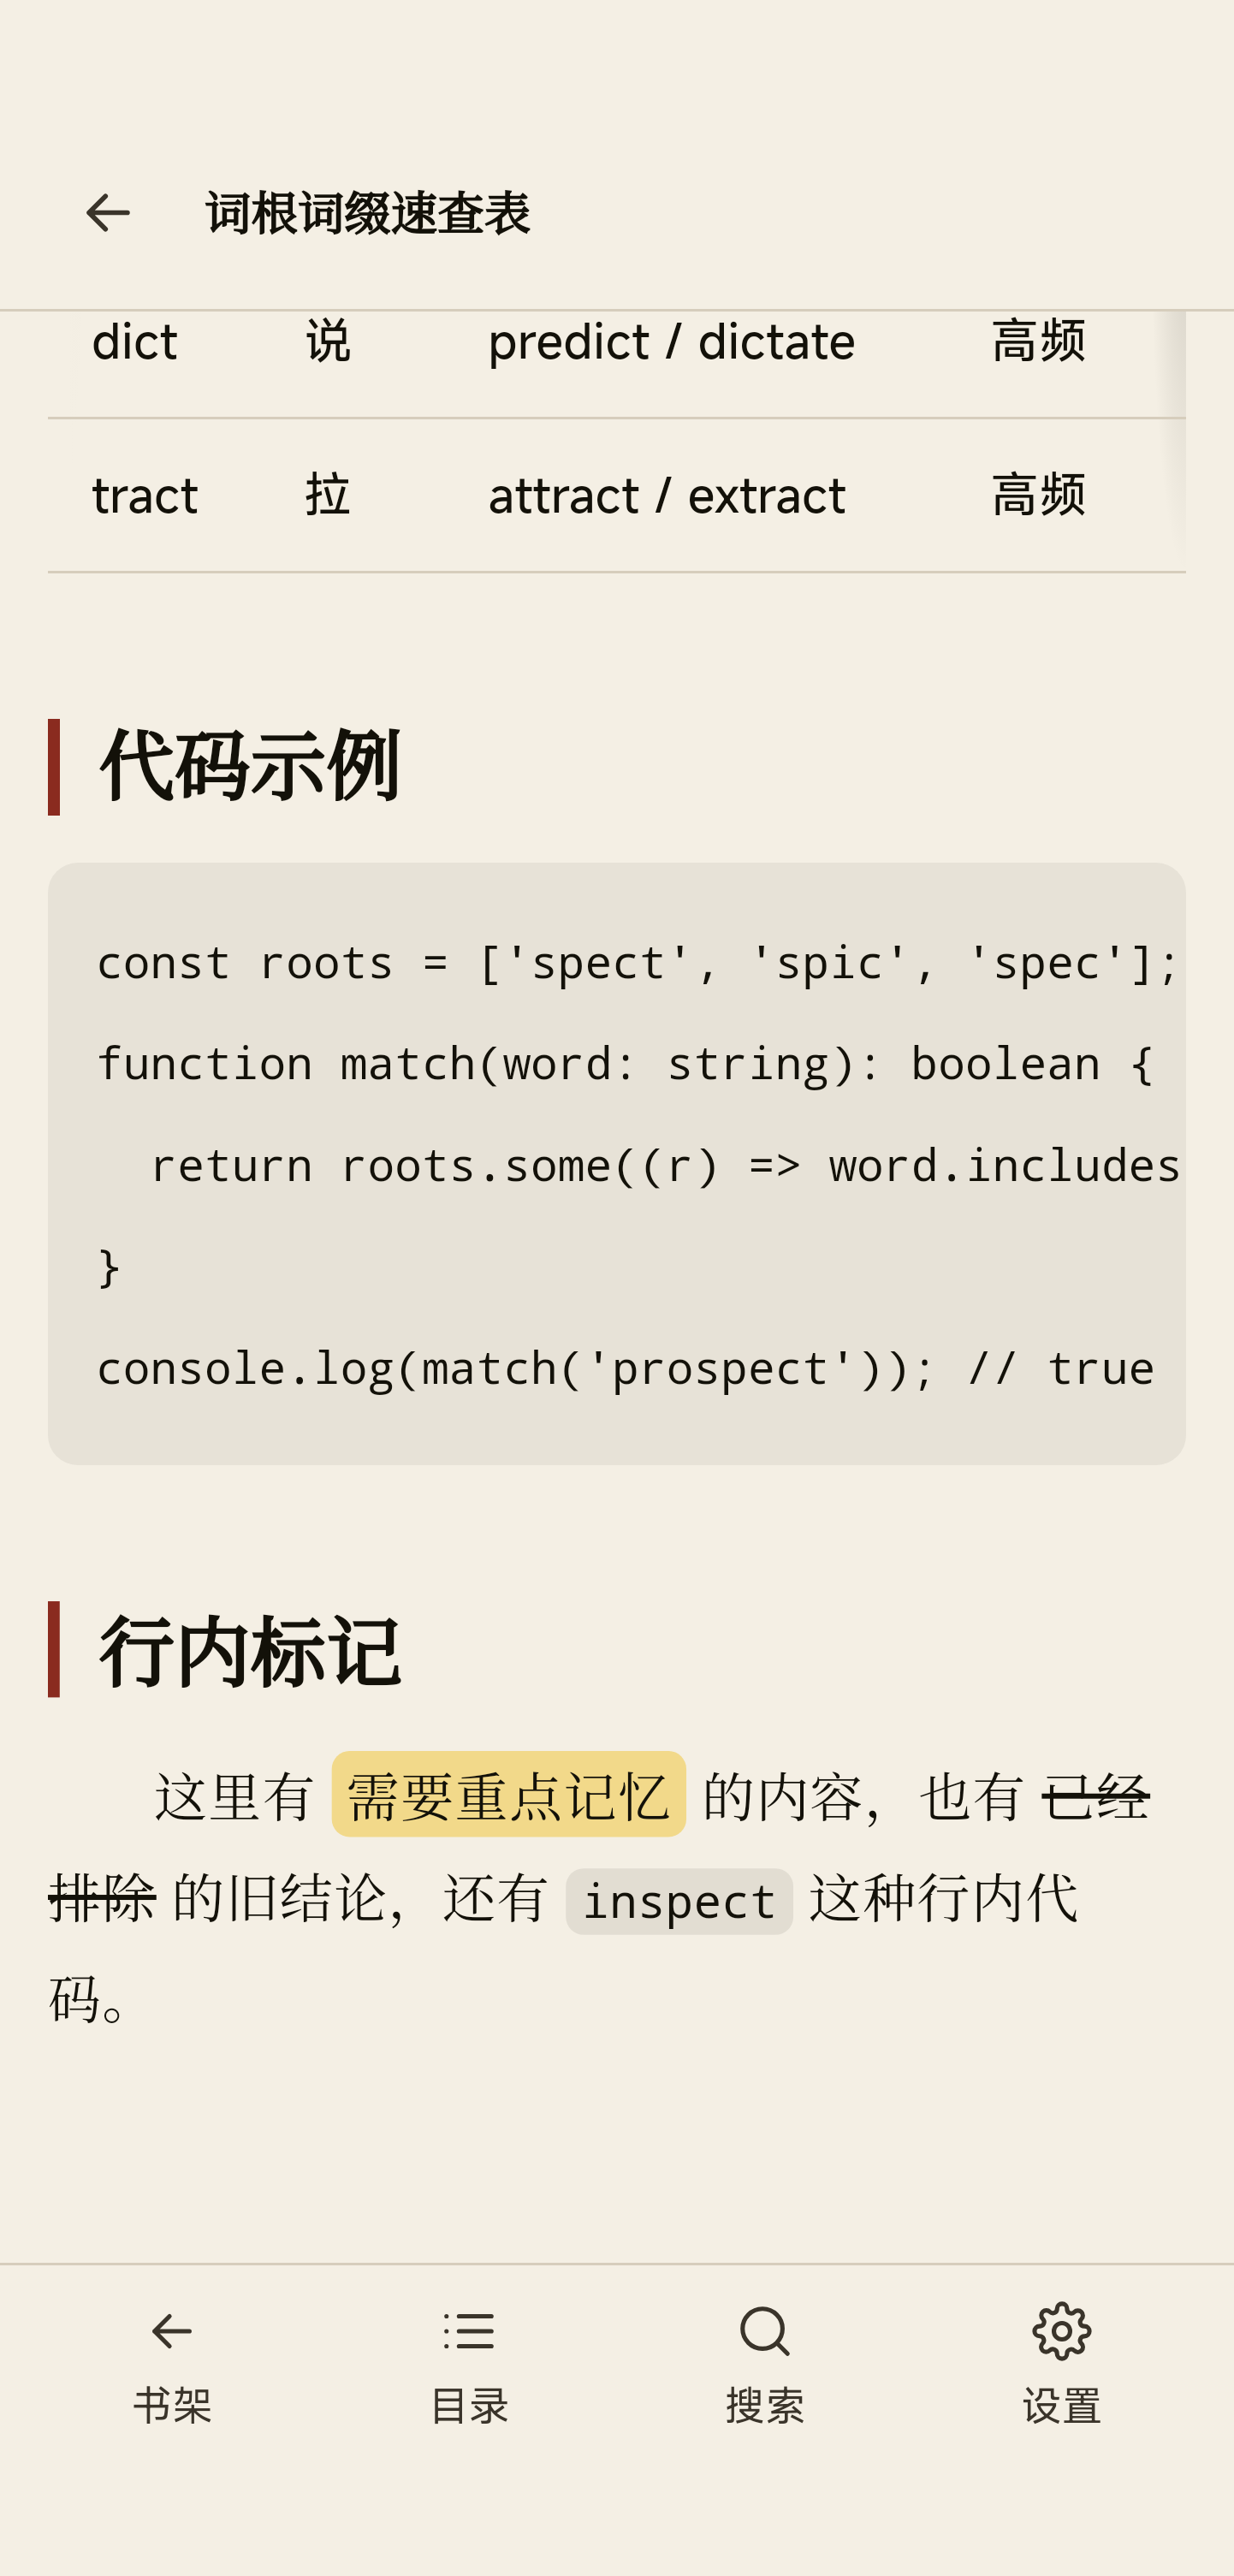 词根词缀速查表
dict 说 predict / dictate 高频
tract 拉 attract / extract 高频
代码示例
const roots = ['spect', 'spic', 'spec'];
function match(word: string): boolean {
  return roots.some((r) => word.includes
}
console.log(match('prospect')); // true
行内标记
这里有 需要重点记忆 的内容，也有 已经
排除 的旧结论，还有 inspect 这种行内代
码。
书架 目录 搜索 设置